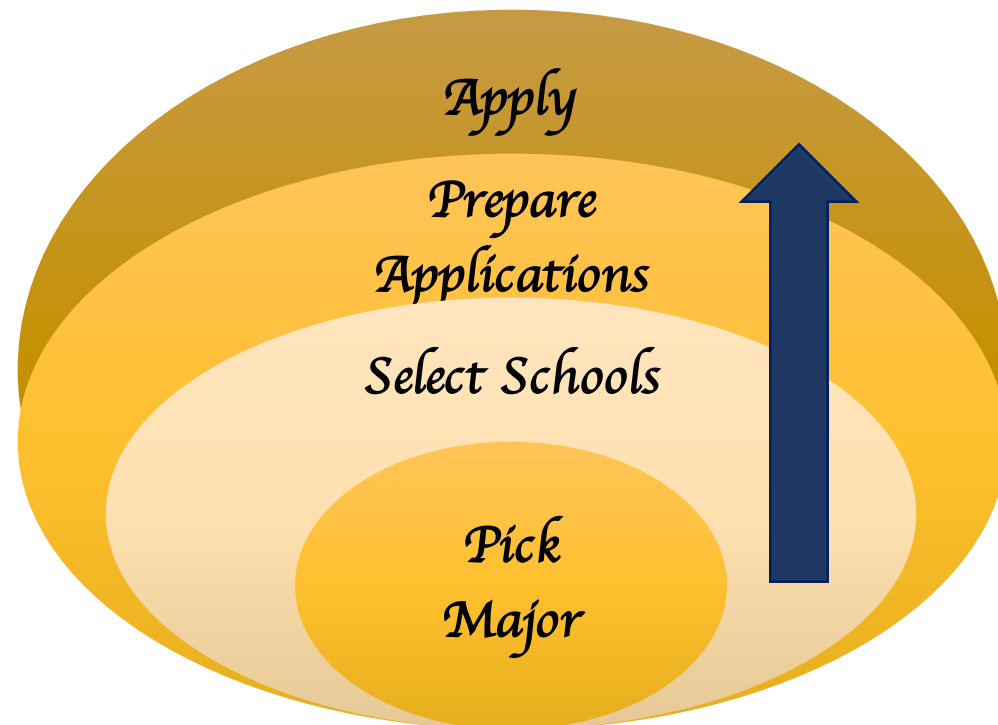 Apply
Prepare
Applications
Select Schools
Pick
Major